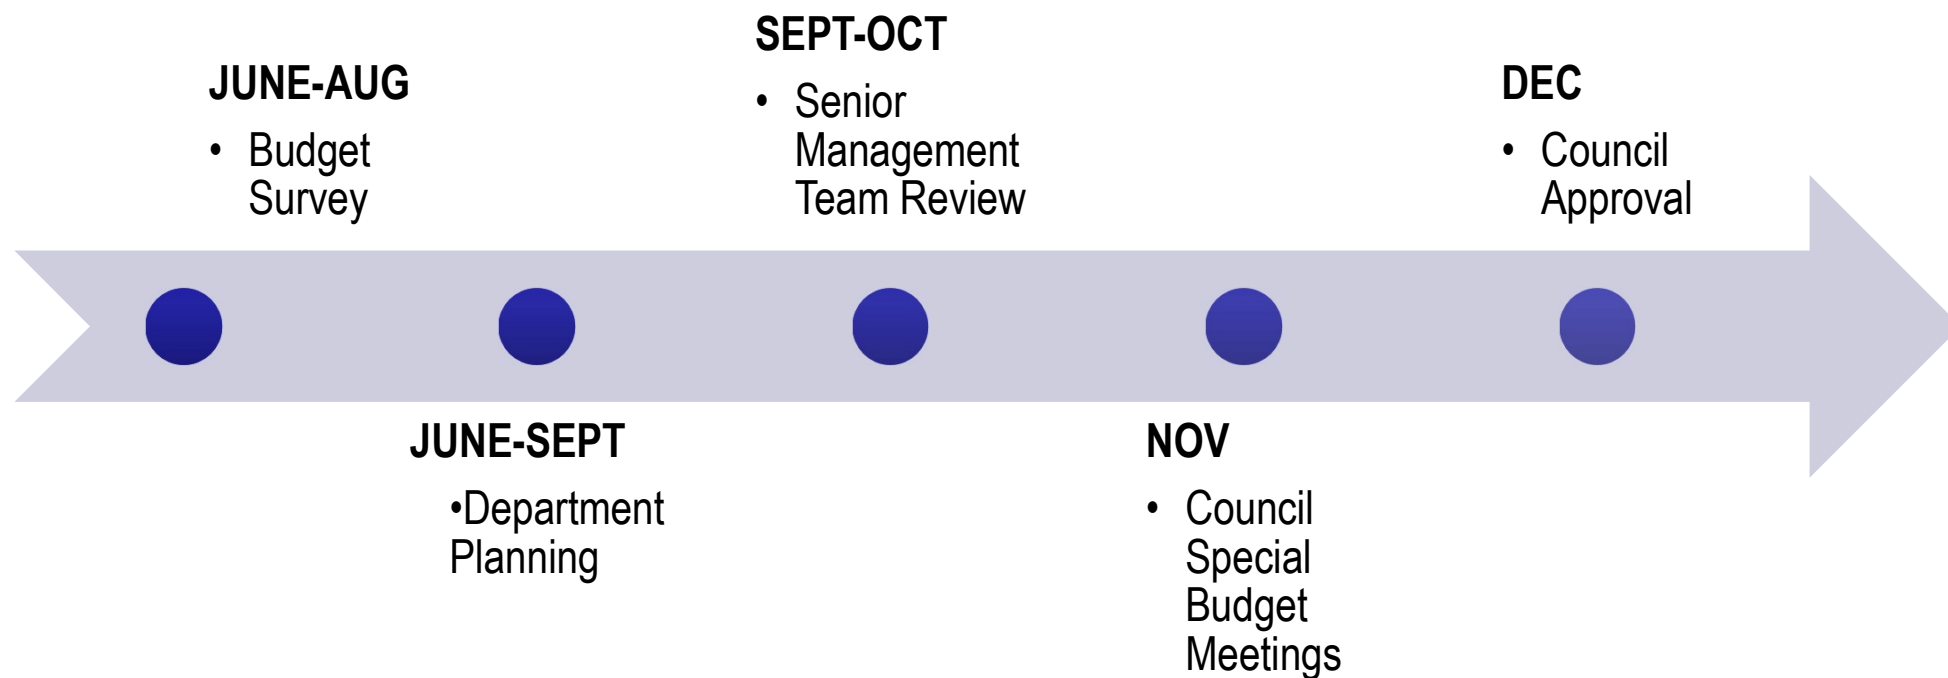 JUNE-AUG
• Budget
Survey
JUNE-SEPT
•Department
Planning
SEPT-OCT
• Senior
Management
Team Review
NOV
• Council
Special
Budget
Meetings
DEC
• Council
Approval